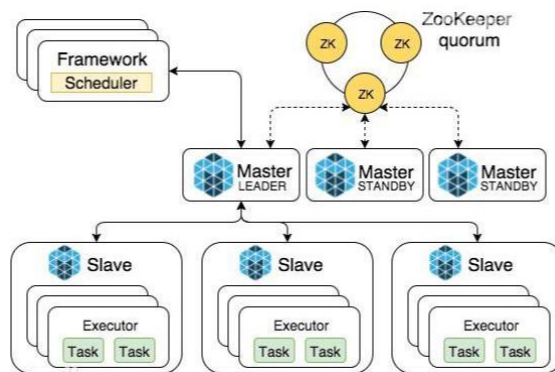 ZooKeeper
quorum
ZK
ZK
ZK
Framework
Scheduler
Master
LEADER
Master
STANDBY
Master
STANDBY
Slave
Executor
Task
Task
Slave
Executor
Task
Task
Slave
Executor
Task
Task